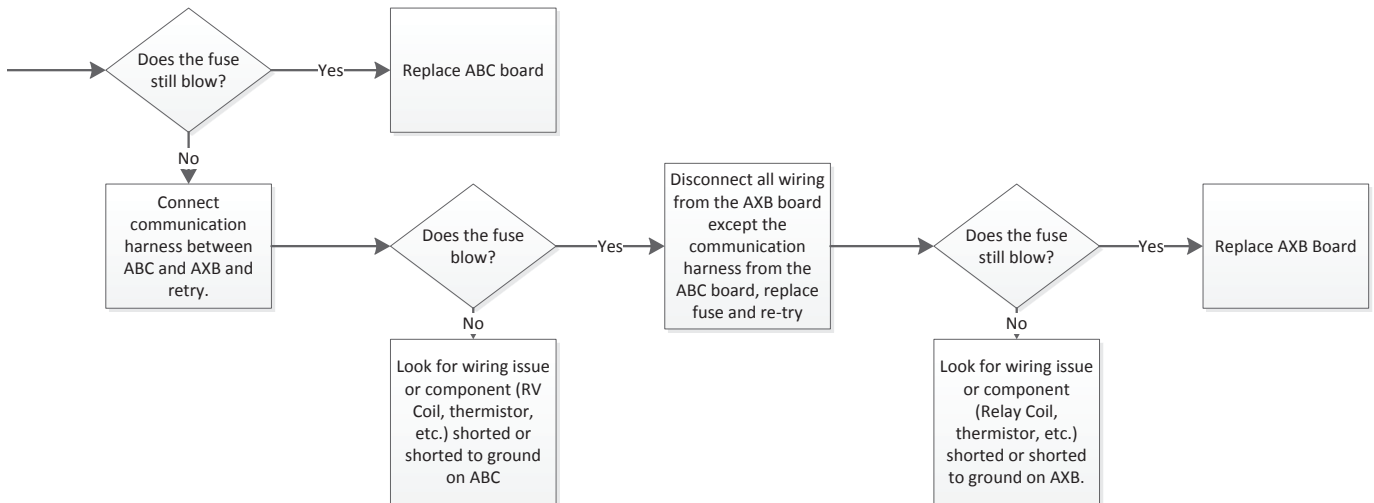 Does the fuse
still blow?
Yes
Replace ABC board
No
Connect
communication
harness between
ABC and AXB and
retry.
Does the fuse
blow?
Yes
Disconnect all wiring
from the AXB board
except the
communication
harness from the
ABC board, replace
fuse and re-try
Does the fuse
still blow?
Yes
Replace AXB Board
No
Look for wiring issue
or component (RV
Coil, thermistor,
etc.) shorted or
shorted to ground
on ABC
No
Look for wiring issue
or component
(Relay Coil,
thermistor, etc.)
shorted or shorted
to ground on AXB.